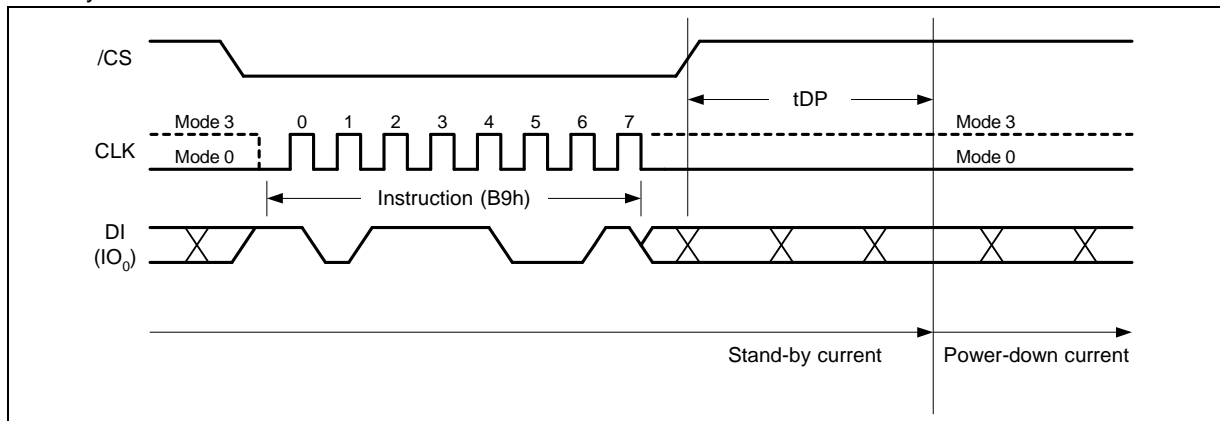 /CS
tDP
Mode 3 0 1 2 3 4 5 6 7 Mode 3
CLK
Mode 0 Mode 0
Instruction (B9h)
DI
(IO0)
Stand-by current Power-down current